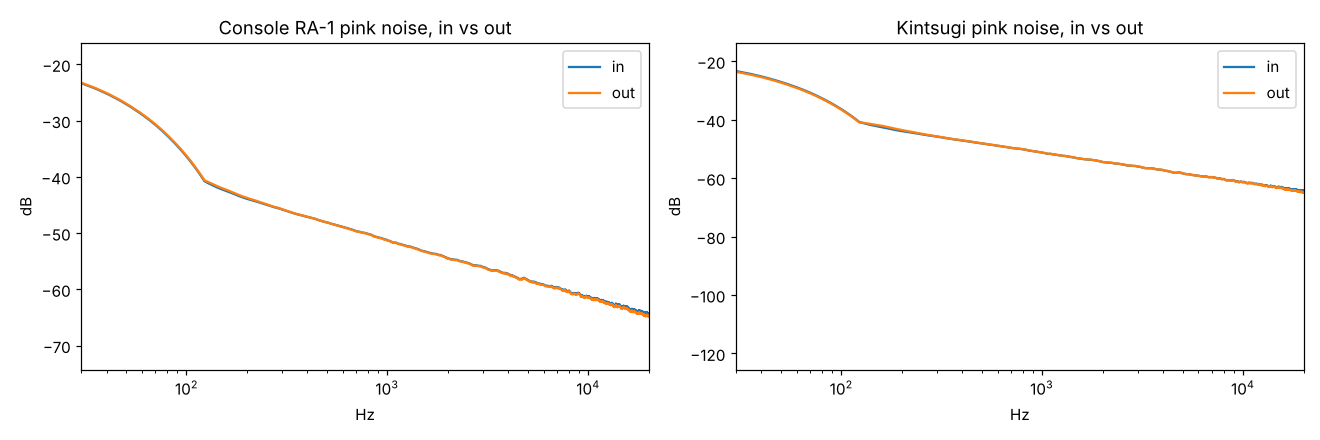 Console RA-1 pink noise, in vs out
in
out
dB
−20
−30
−40
−50
−60
−70
10²
10³
10⁴
Hz
Kintsugi pink noise, in vs out
in
out
dB
−20
−40
−60
−80
−100
−120
10²
10³
10⁴
Hz